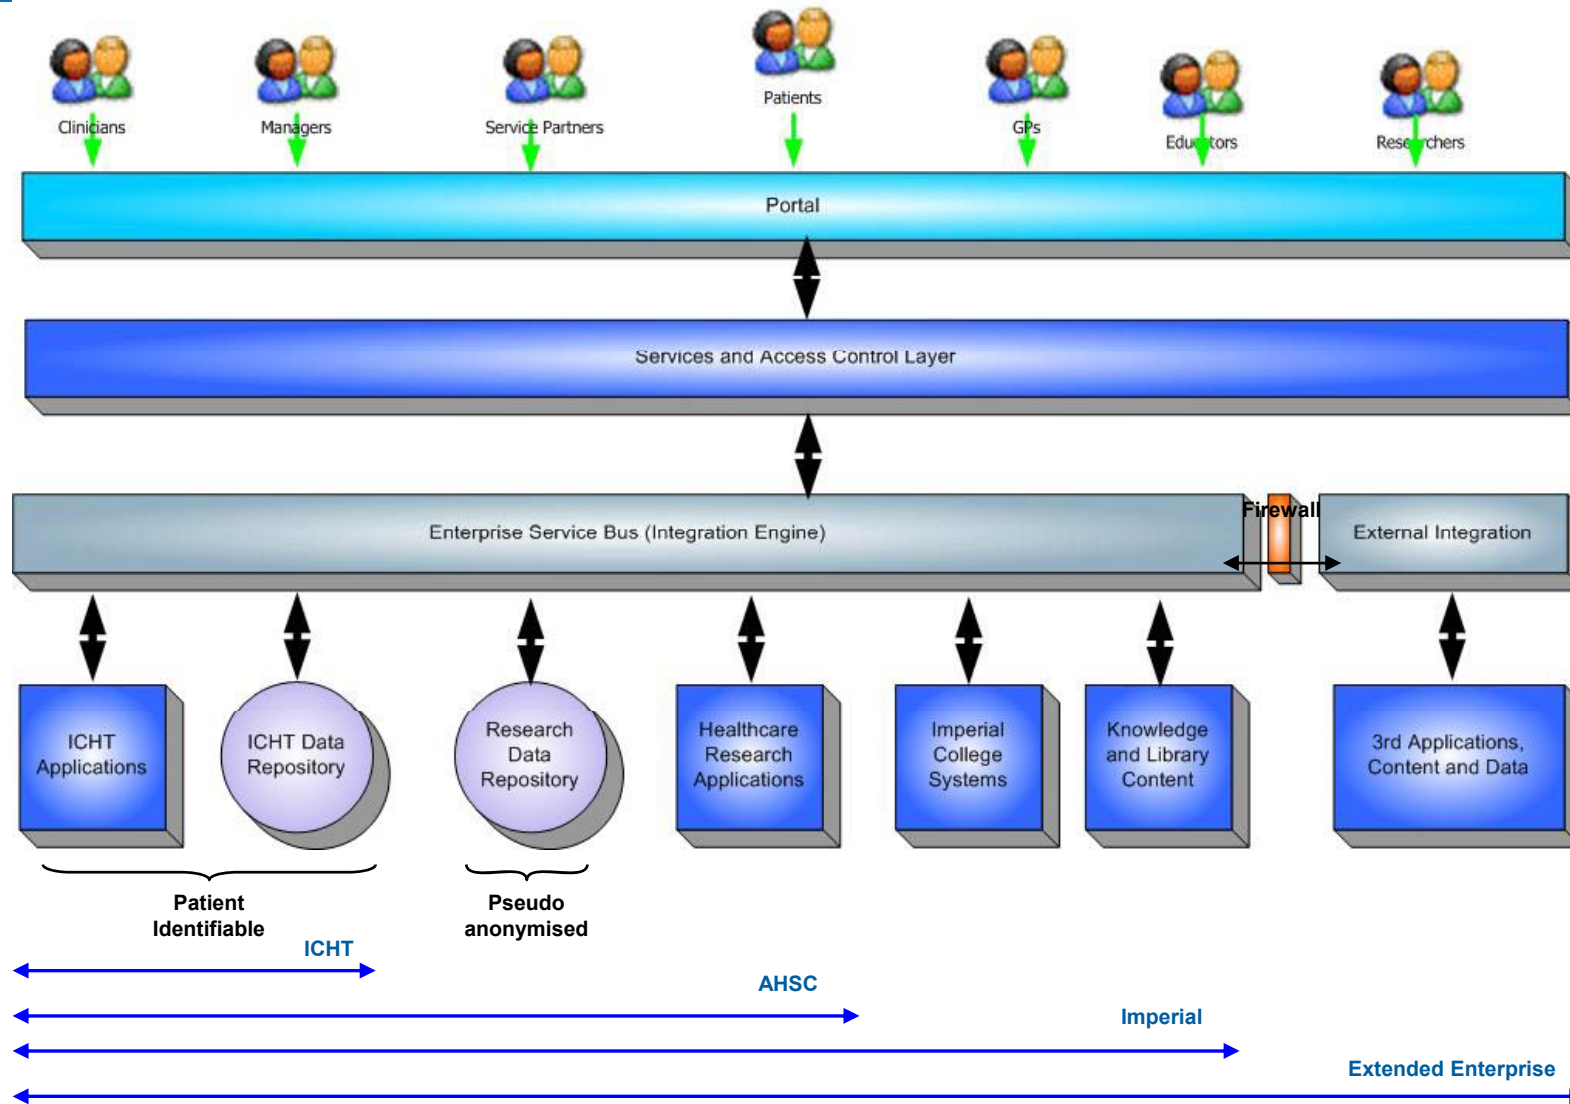 Clinicians
Managers
Service Partners
Patients
GPs
Educators
Researchers
Portal
Services and Access Control Layer
Enterprise Service Bus (Integration Engine)
Firewall
External Integration
ICHT
Applications
ICHT Data
Repository
Research
Data
Repository
Healthcare
Research
Applications
Imperial
College
Systems
Knowledge
and Library
Content
3rd Applications,
Content and Data
Patient
Identifiable
Pseudo
anonymised
ICHT
AHSC
Imperial
Extended Enterprise